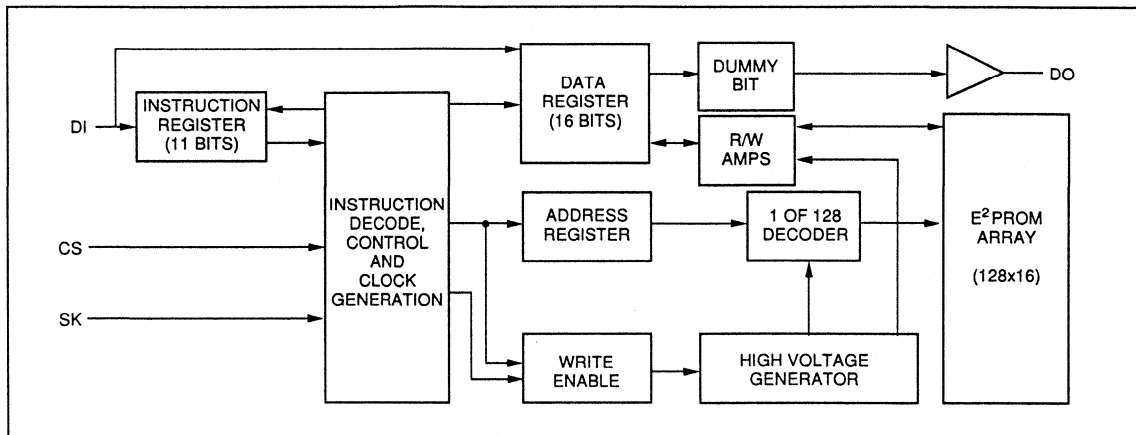 DI
INSTRUCTION
REGISTER
(11 BITS)
CS
SK
INSTRUCTION
DECODE,
CONTROL
AND
CLOCK
GENERATION
DATA
REGISTER
(16 BITS)
DUMMY
BIT
DO
R/W
AMPS
ADDRESS
REGISTER
1 OF 128
DECODER
E²PROM
ARRAY
(128x16)
WRITE
ENABLE
HIGH VOLTAGE
GENERATOR